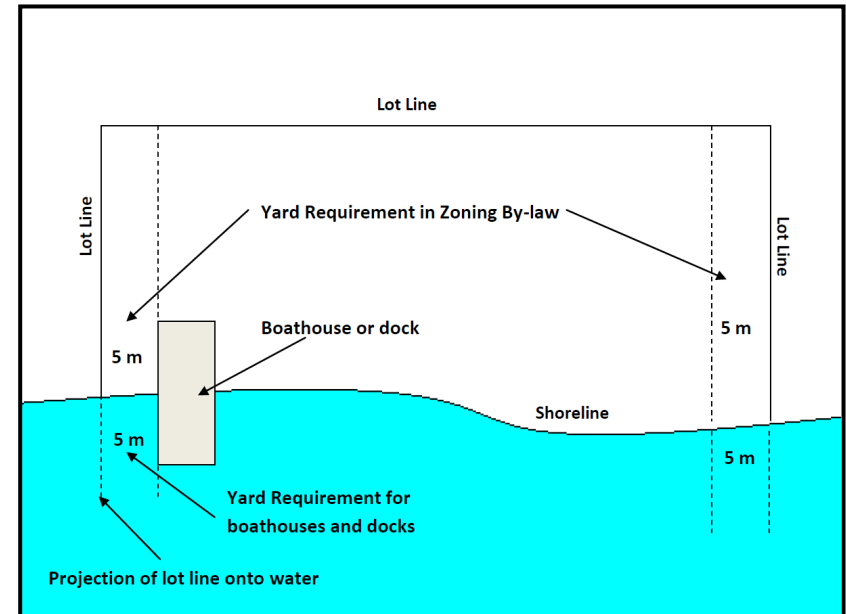 Lot Line
Lot Line
Yard Requirement in Zoning By-law
Lot Line
Boathouse or dock
5 m
5 m
Shoreline
5 m
5 m
Yard Requirement for
boathouses and docks
Projection of lot line onto water